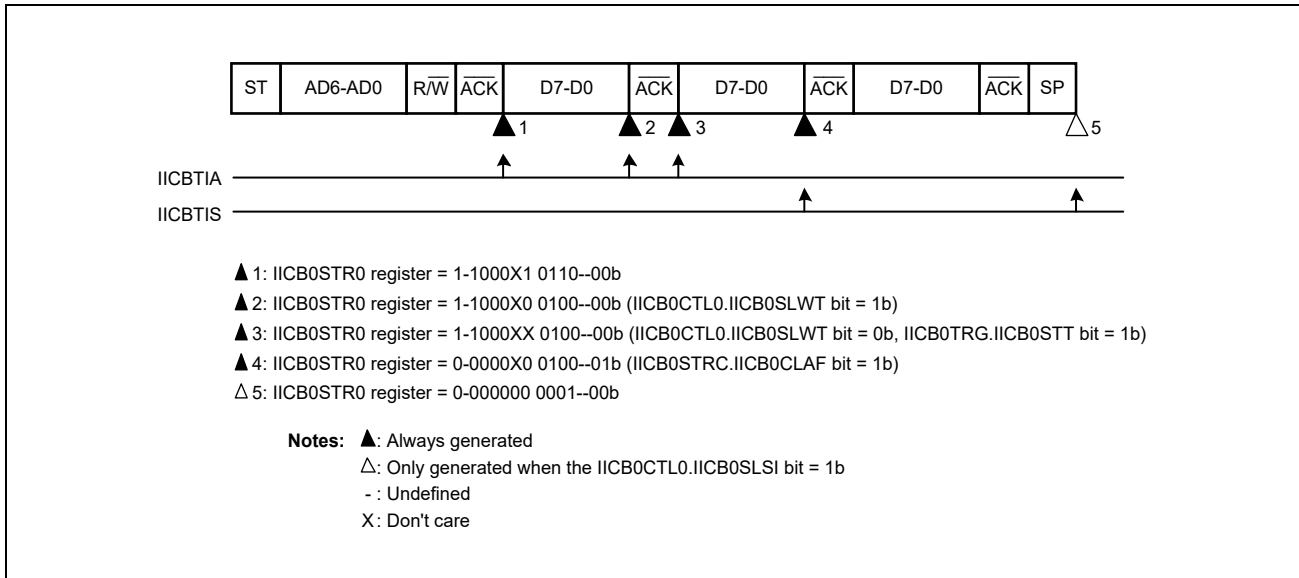 ST AD6-AD0 R/W̅ A̅C̅K̅ D7-D0 A̅C̅K̅ D7-D0 A̅C̅K̅ D7-D0 A̅C̅K̅ SP
▲1 ▲2 ▲3 ▲4 △5
IICBTIA
IICBTIS
▲1: IICB0STR0 register = 1-1000X1 0110--00b
▲2: IICB0STR0 register = 1-1000X0 0100--00b (IICB0CTL0.IICB0SLWT bit = 1b)
▲3: IICB0STR0 register = 1-1000XX 0100--00b (IICB0CTL0.IICB0SLWT bit = 0b, IICB0TRG.IICB0STT bit = 1b)
▲4: IICB0STR0 register = 0-0000X0 0100--01b (IICB0STRC.IICB0CLAF bit = 1b)
△5: IICB0STR0 register = 0-000000 0001--00b
Notes: ▲: Always generated
△: Only generated when the IICB0CTL0.IICB0SLSI bit = 1b
- : Undefined
X: Don't care